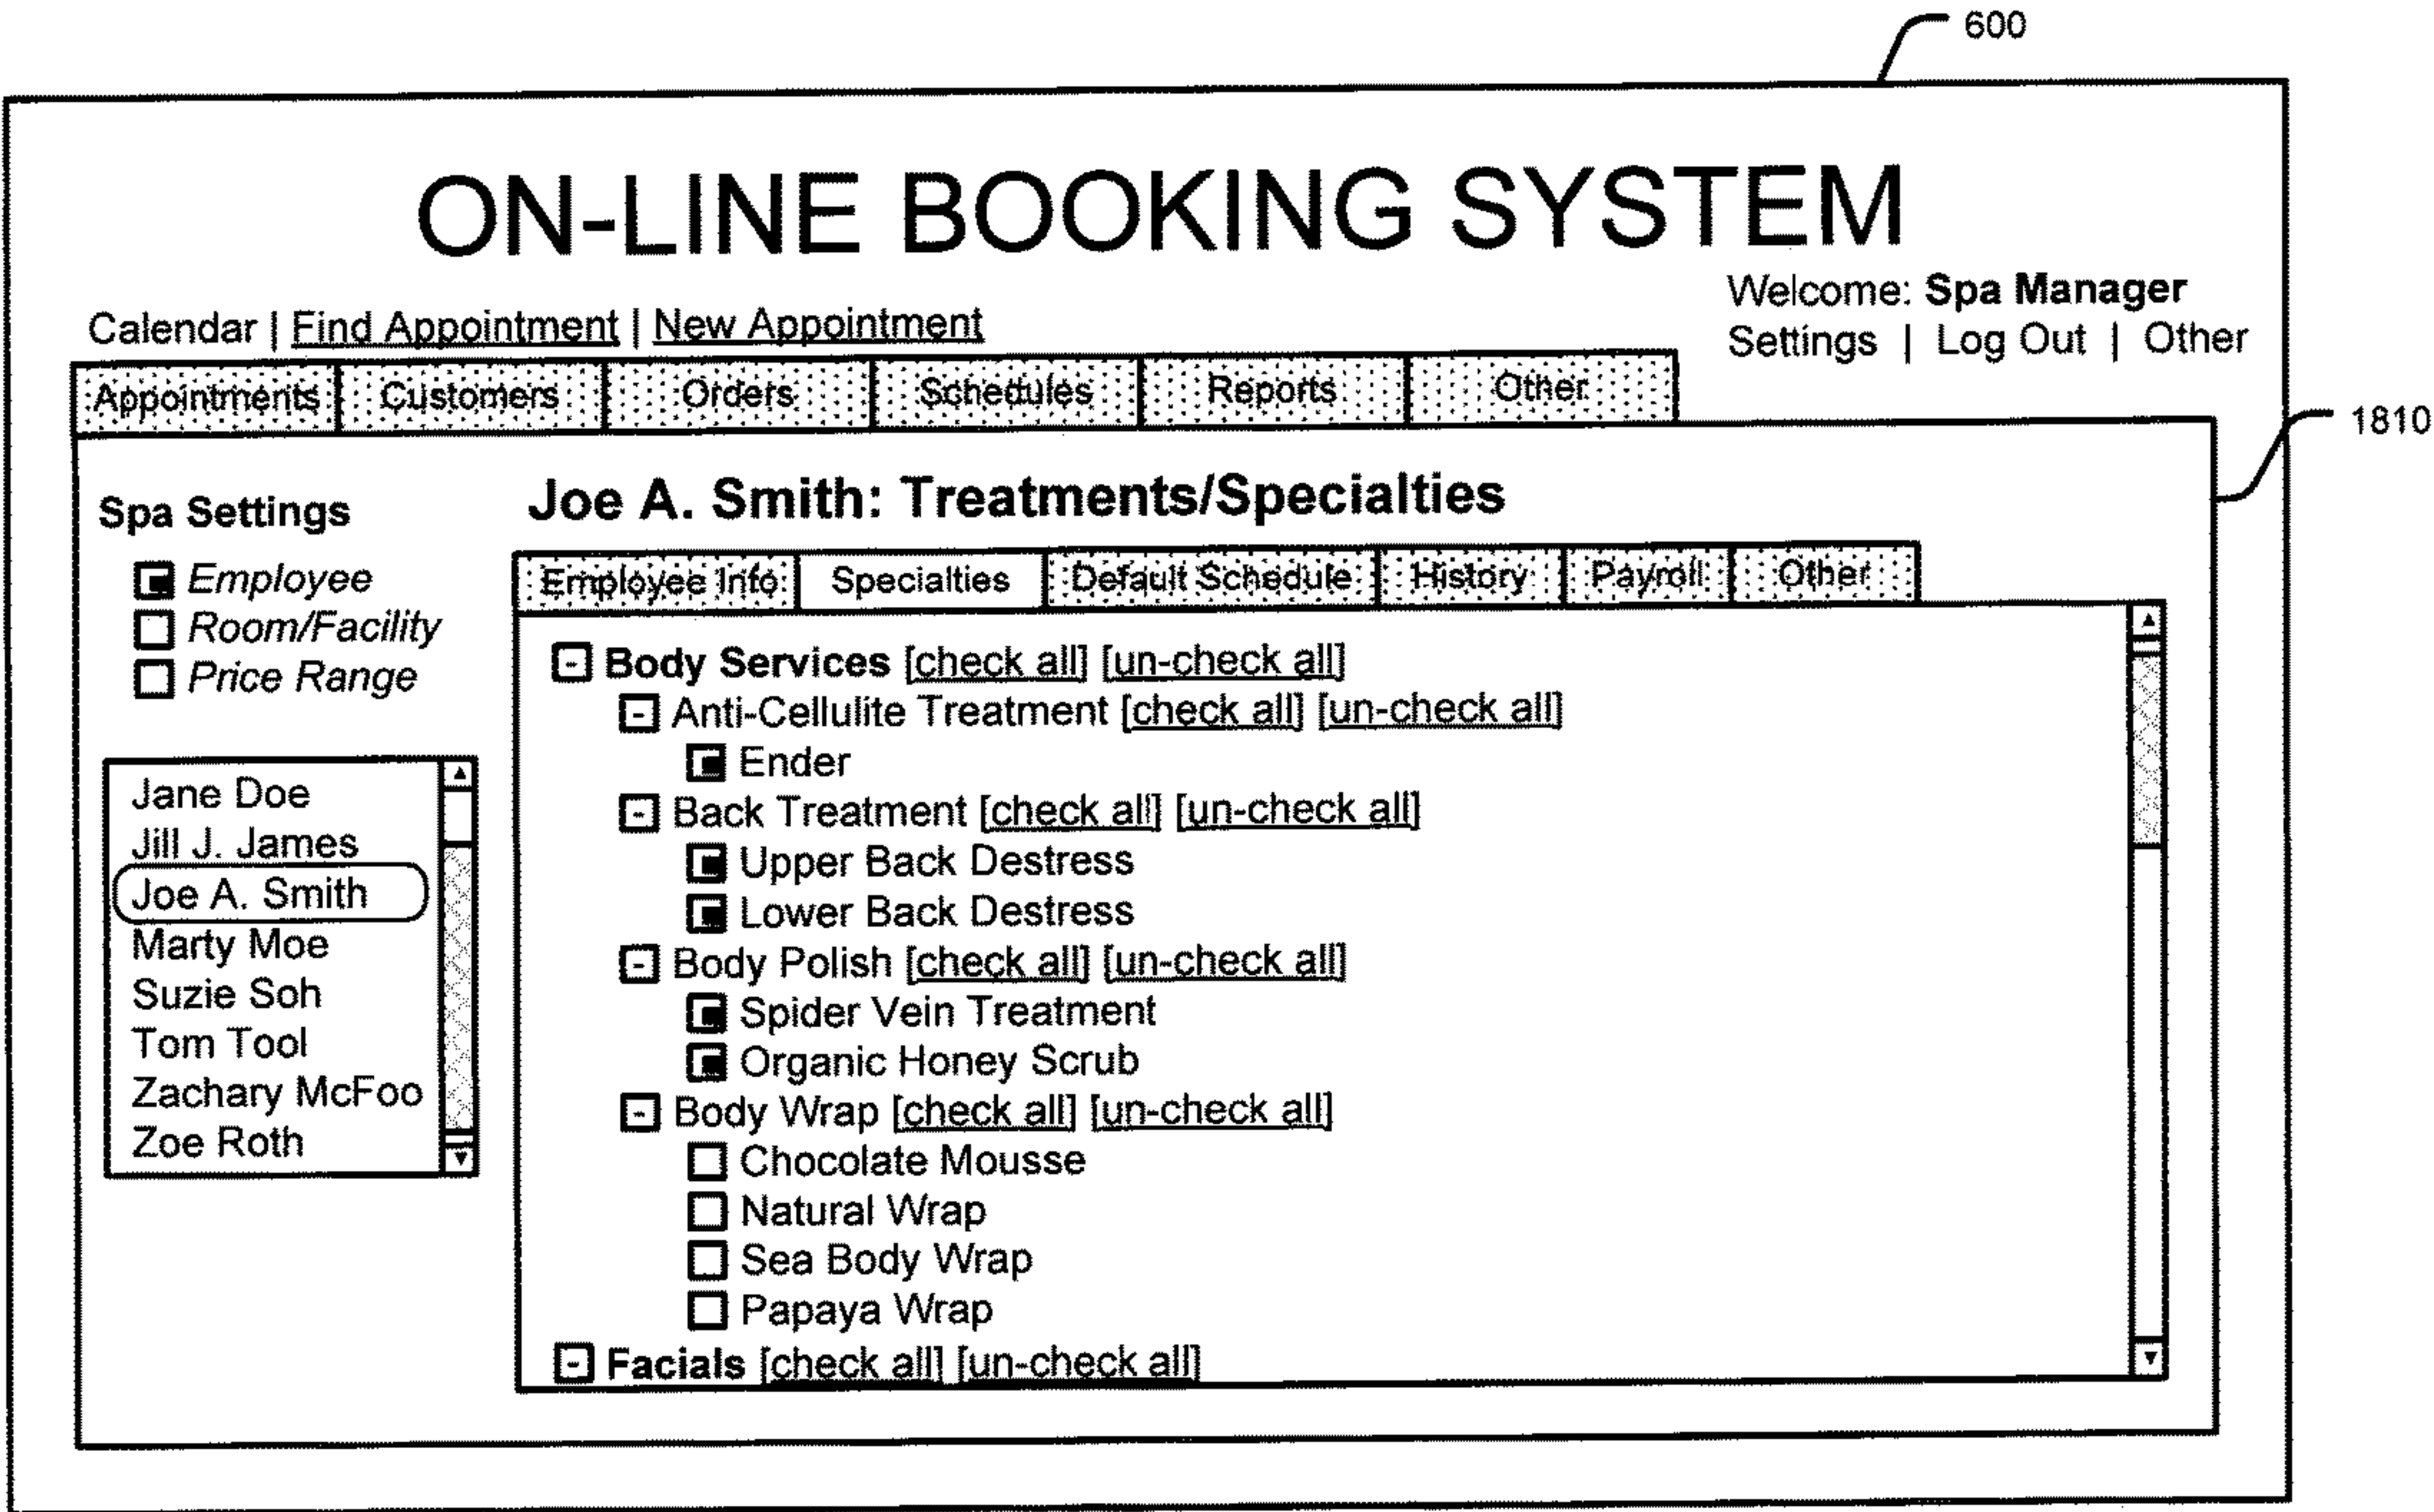 600
ON-LINE BOOKING SYSTEM
Welcome: Spa Manager
Calendar | Find Appointment | New Appointment
Settings | Log Out | Other
Appointments Customers Orders Schedules Reports Other
1810
Spa Settings
Employee
Room/Facility
Price Range
Jane Doe
Jill J. James
Joe A. Smith
Marty Moe
Suzie Soh
Tom Tool
Zachary McFoo
Zoe Roth
Joe A. Smith: Treatments/Specialties
Employee Info Specialties Default Schedule History Payroll Other
- Body Services [check all] [un-check all]
- Anti-Cellulite Treatment [check all] [un-check all]
Ender
- Back Treatment [check all] [un-check all]
Upper Back Destress
Lower Back Destress
- Body Polish [check all] [un-check all]
Spider Vein Treatment
Organic Honey Scrub
- Body Wrap [check all] [un-check all]
Chocolate Mousse
Natural Wrap
Sea Body Wrap
Papaya Wrap
- Facials [check all] [un-check all]